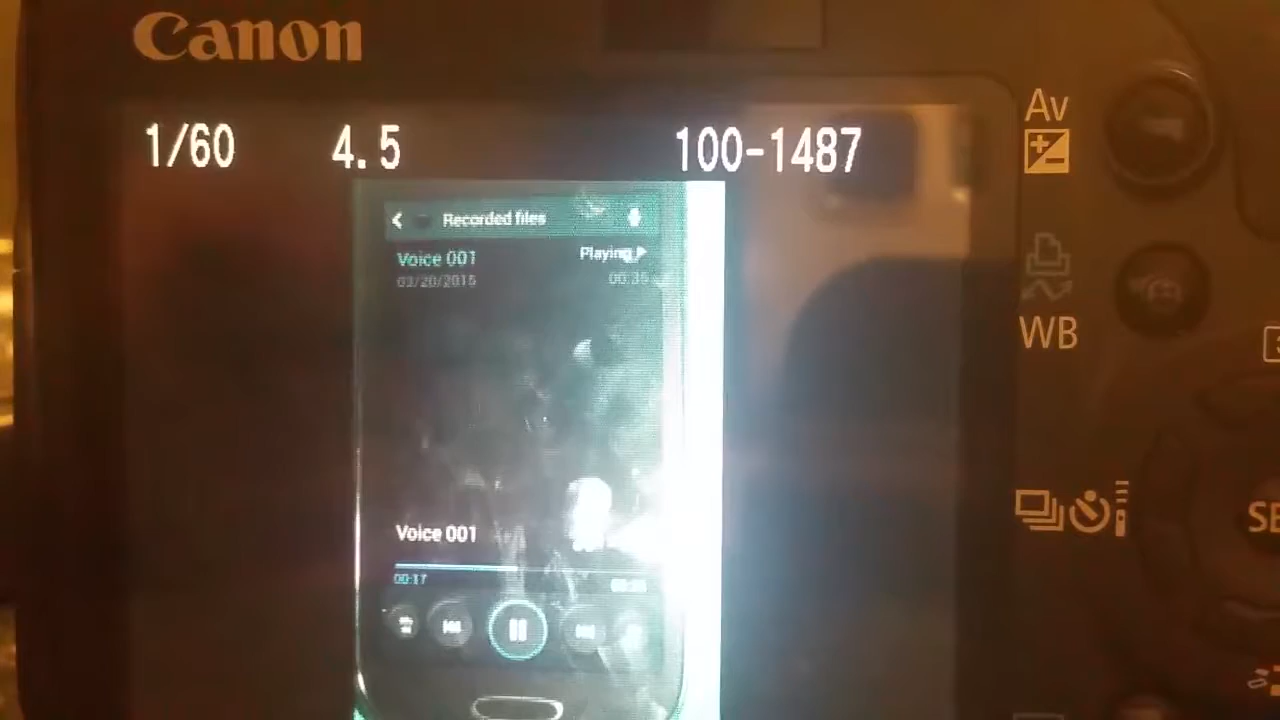 Canon
1/60 4.5 100-1487
Av
Recorded files
Voice 001 Playing
03/20/2015 00:35
WB
Voice 001
00:17
SE